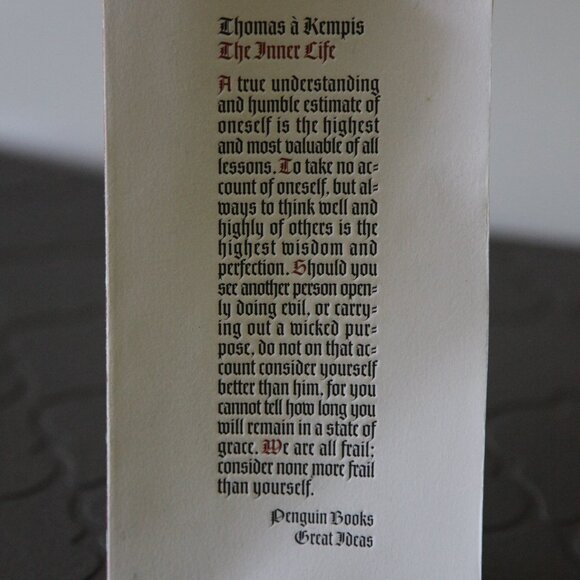 Thomas à Kempis
The Inner Life
A true understanding
and humble estimate of
oneself is the highest
and most valuable of all
lessons. To take no ac=
count of oneself, but al=
ways to think well and
highly of others is the
highest wisdom and
perfection. Should you
see another person open=
ly doing evil, or carry=
ing out a wicked pur=
pose, do not on that ac=
count consider yourself
better than him, for you
cannot tell how long you
will remain in a state of
grace. We are all frail;
consider none more frail
than yourself.
Penguin Books
Great Ideas